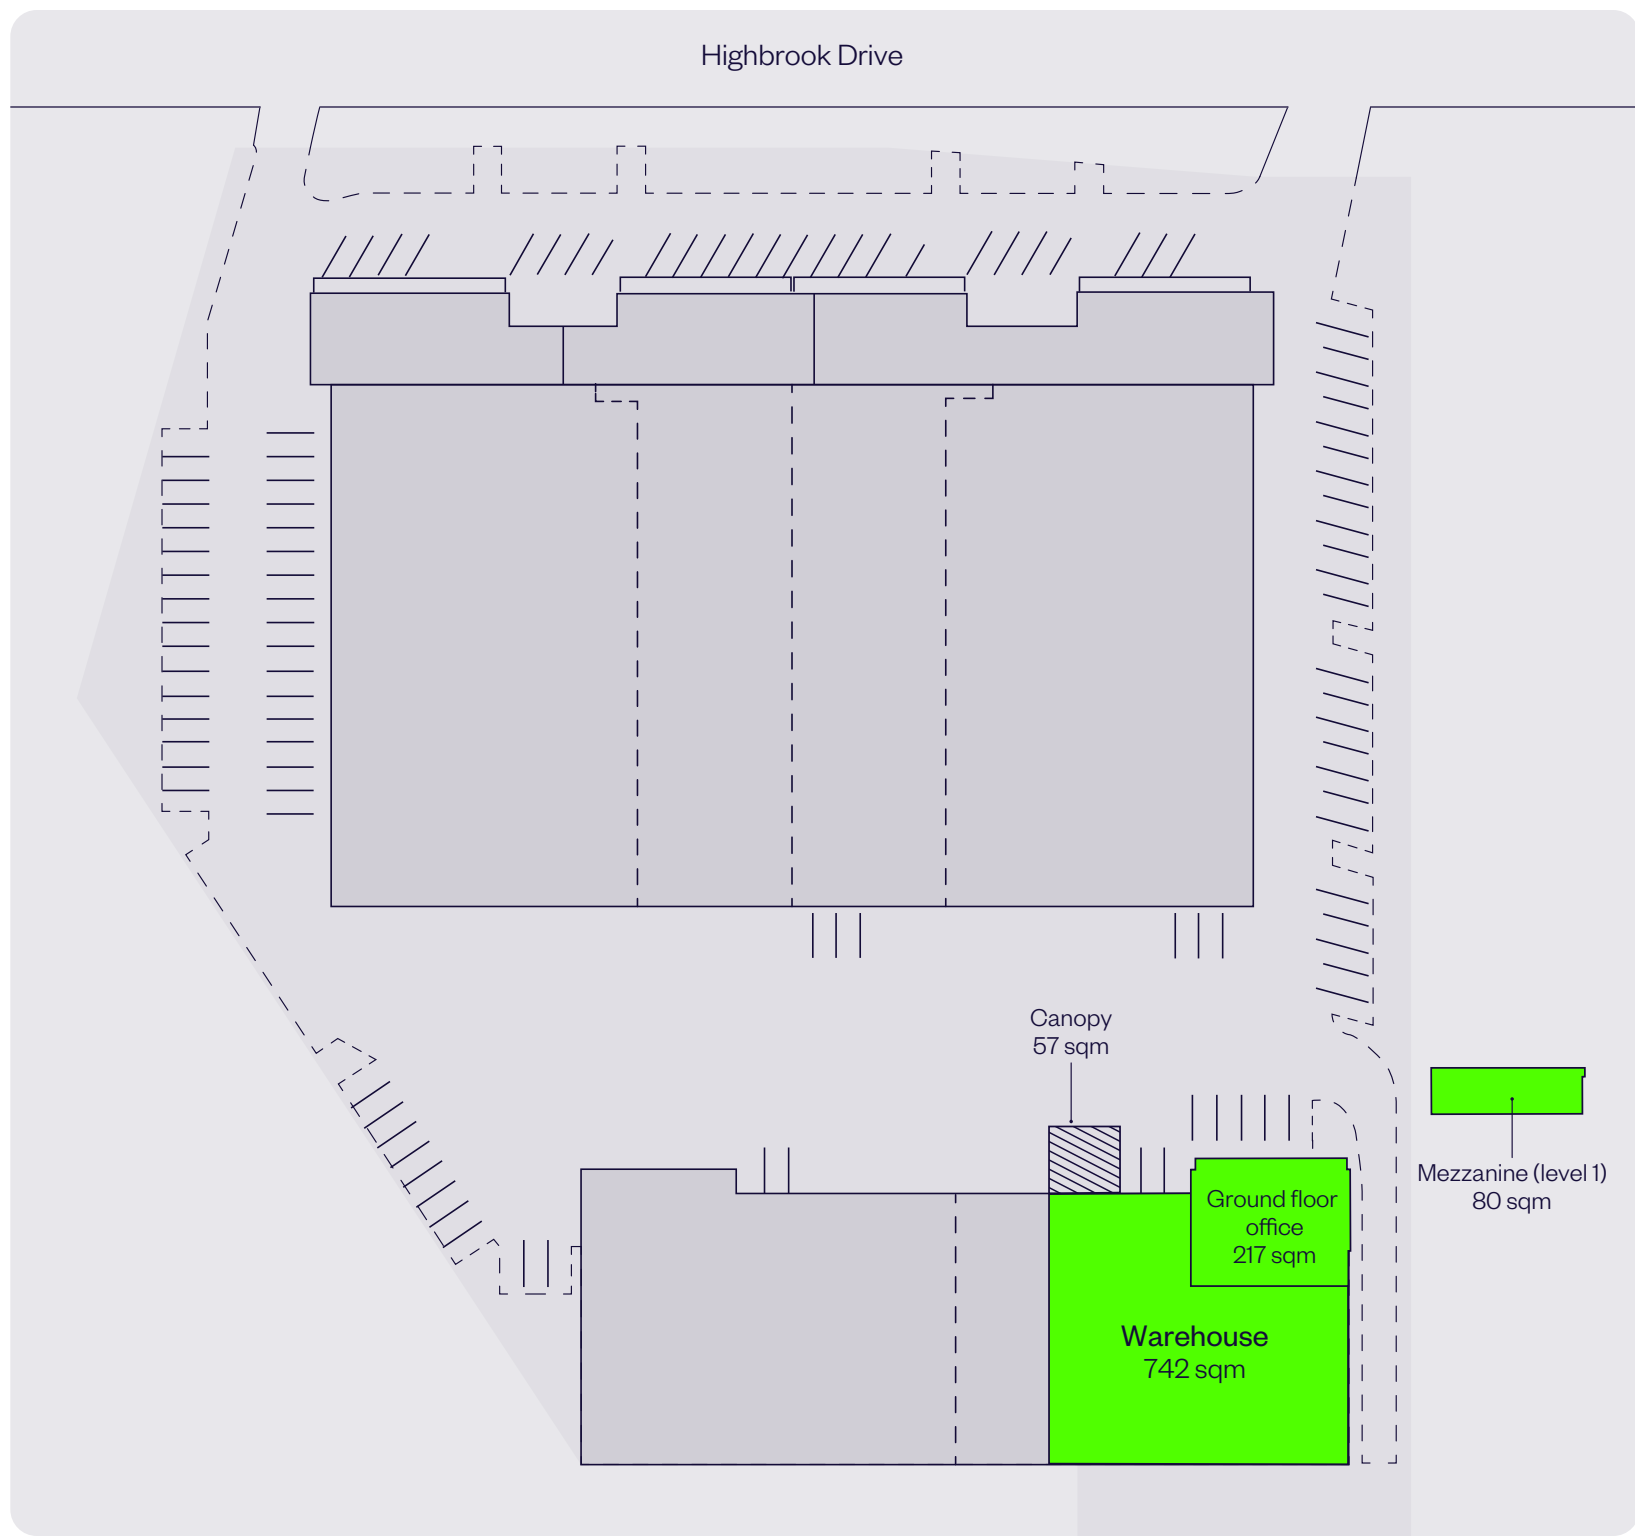 Highbrook Drive
Canopy
57 sqm
Mezzanine (level 1)
80 sqm
Ground floor
office
217 sqm
Warehouse
742 sqm